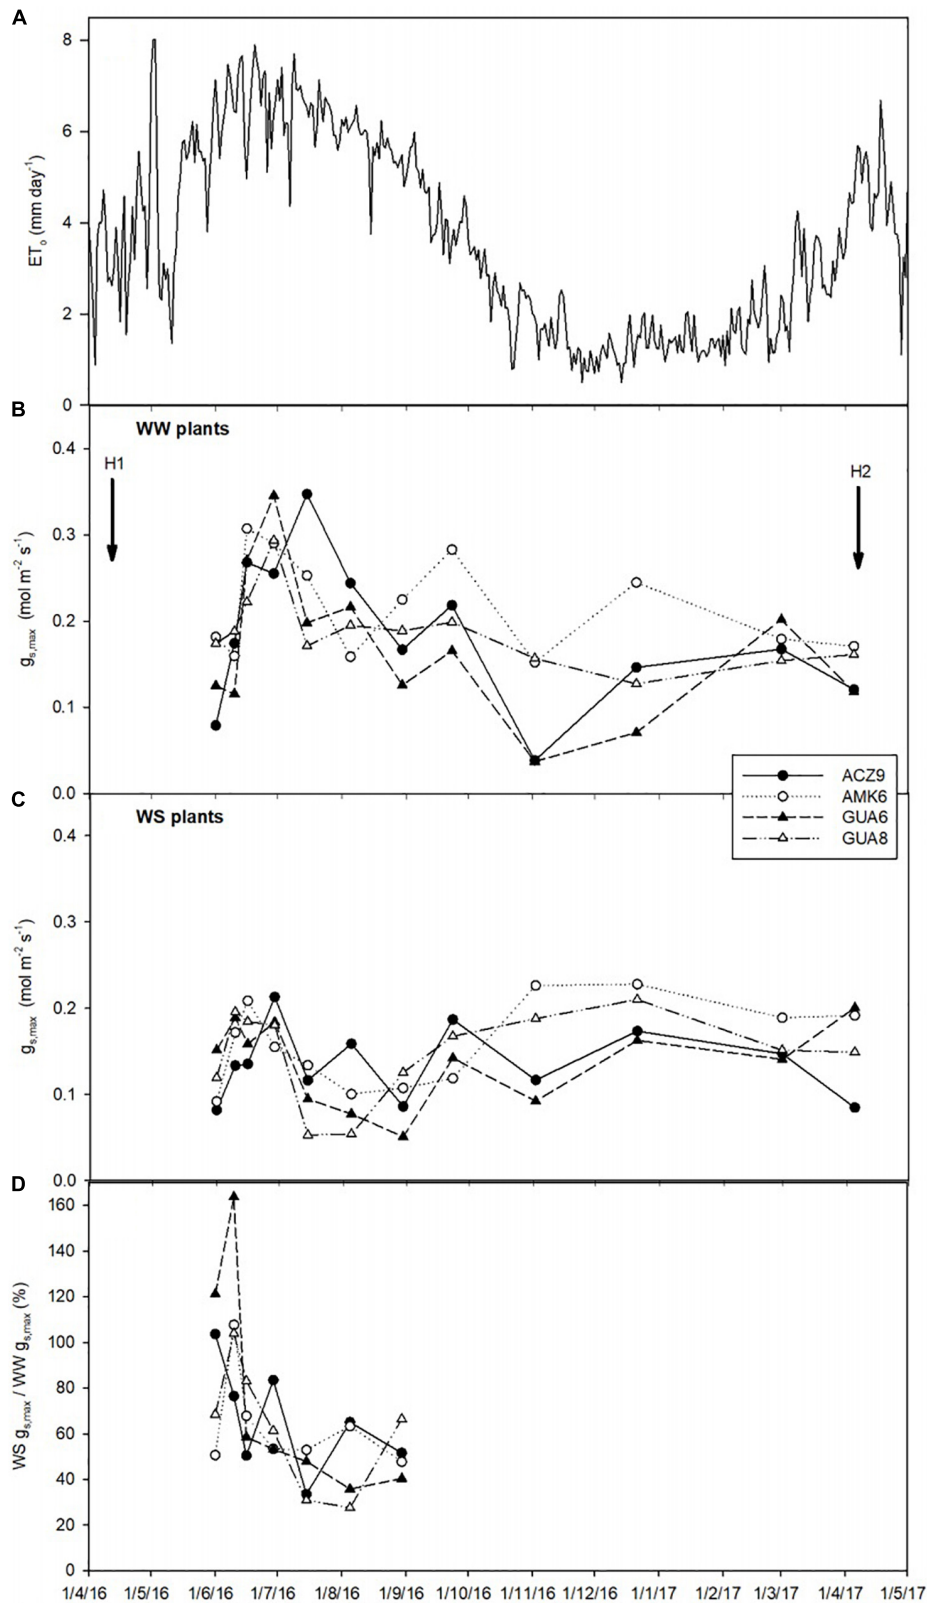 A
8
6
4
2
0
ET₀ (mm day⁻¹)
B
WW plants
H1
H2
0.4
0.3
0.2
0.1
0.0
g_s,max (mol m⁻² s⁻¹)
ACZ9
AMK6
GUA6
GUA8
C
WS plants
0.4
0.3
0.2
0.1
0.0
g_s,max (mol m⁻² s⁻¹)
D
160
140
120
100
80
60
40
20
0
WS g_s,max / WW g_s,max (%)
1/4/16 1/5/16 1/6/16 1/7/16 1/8/16 1/9/16 1/10/16 1/11/16 1/12/16 1/1/17 1/2/17 1/3/17 1/4/17 1/5/17